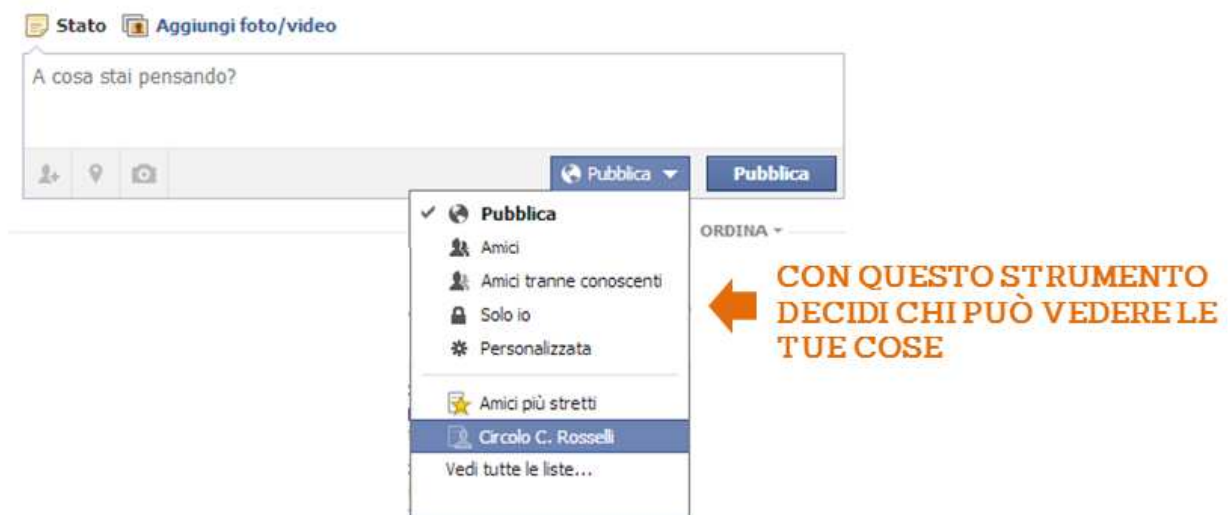 Stato Aggiungi foto/video
A cosa stai pensando?
Pubblica Pubblica
Pubblica
ORDINA
Amici
Amici tranne conoscenti
Solo io
Personalizzata
CON QUESTO STRUMENTO
DECIDI CHI PUÒ VEDERE LE
TUE COSE
Amici più stretti
Circolo C. Rosselli
Vedi tutte le liste...